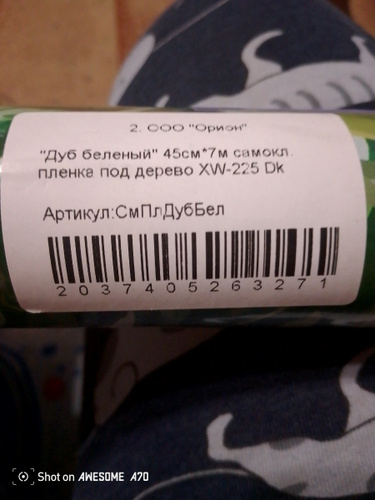 2. ООО "Орион"
"Дуб беленый" 45см*7м самокл.
пленка под дерево XW-225 Dk
Артикул:СмПлДубБел
2037405263271
Shot on AWESOME A70